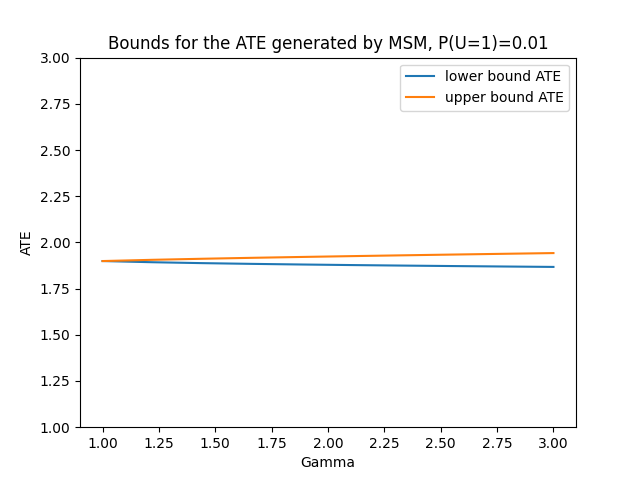 Bounds for the ATE generated by MSM, P(U=1)=0.01
lower bound ATE
upper bound ATE
3.00
2.75
2.50
2.25
2.00
1.75
1.50
1.25
1.00
ATE
1.00 1.25 1.50 1.75 2.00 2.25 2.50 2.75 3.00
Gamma